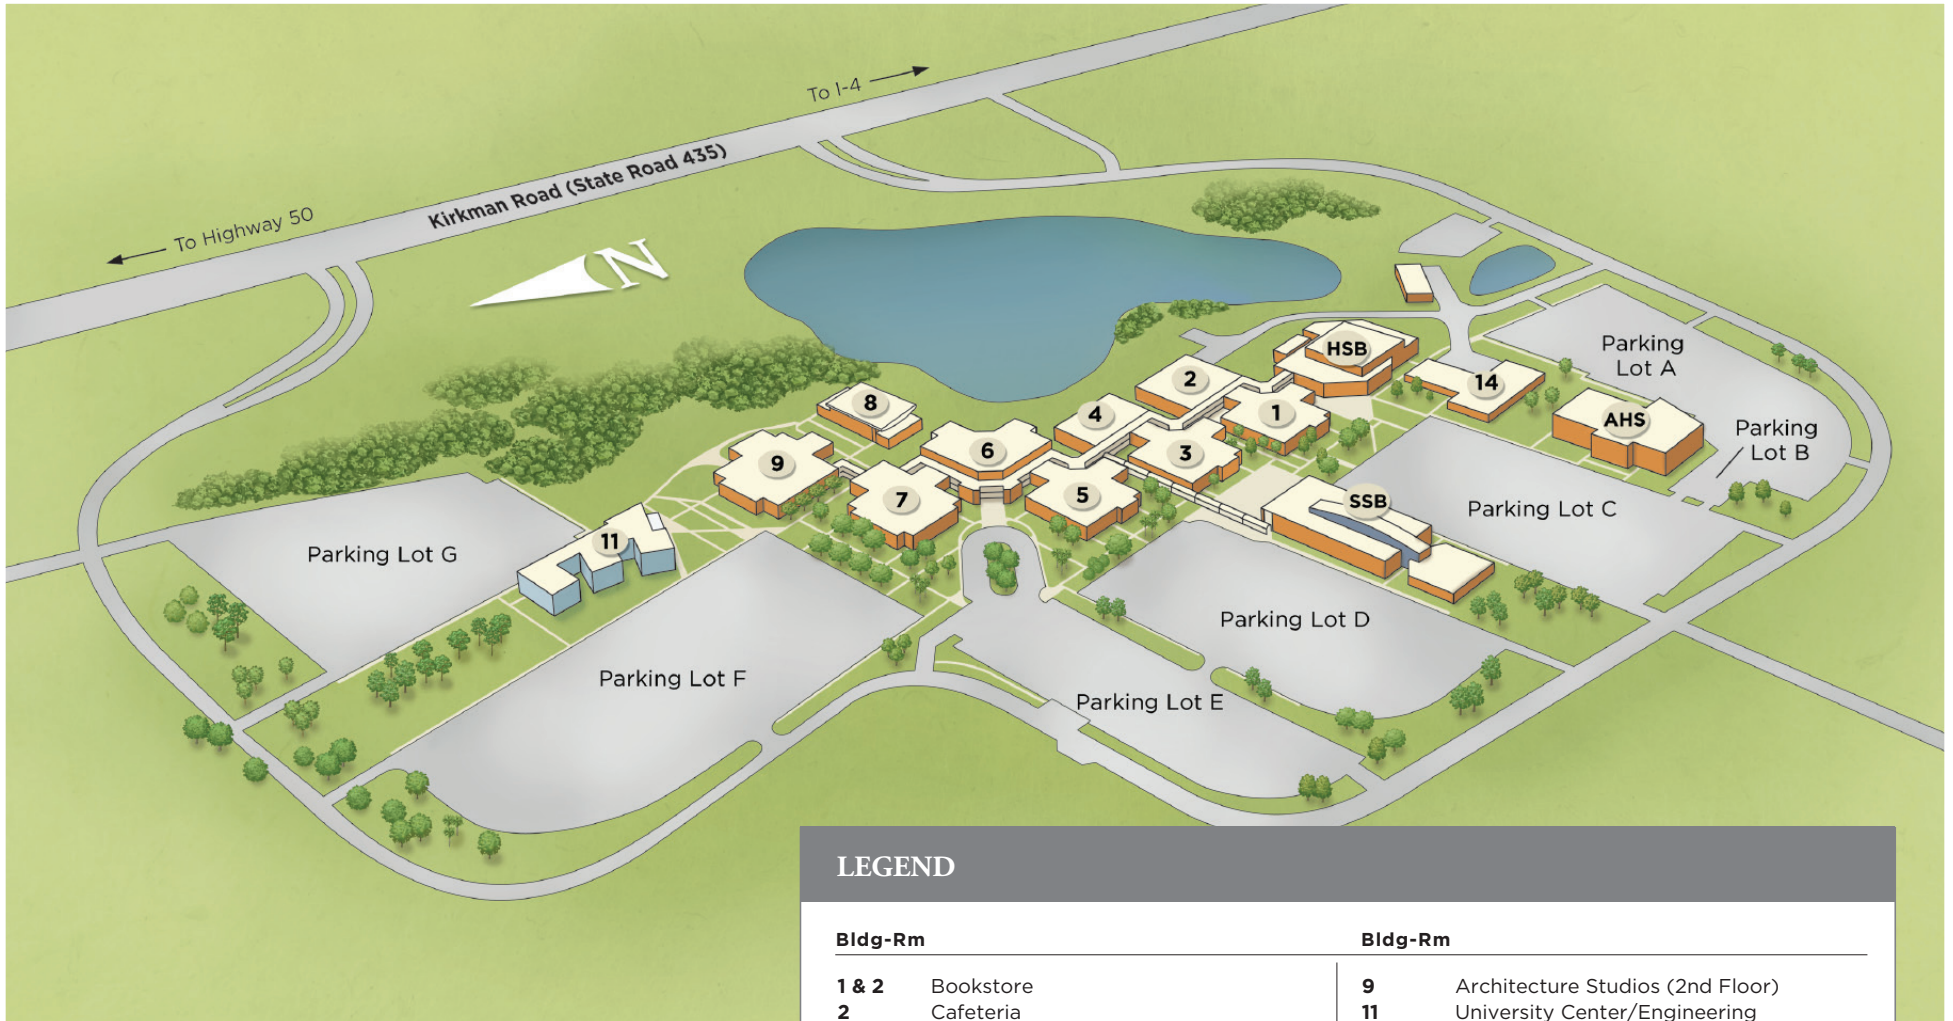 To I-4
Kirkman Road (State Road 435)
To Highway 50
N
HSB
Parking
Lot A
2
14
8
1
4
AHS
Parking
Lot B
6
3
9
5
7
SSB
Parking Lot C
11
Parking Lot G
Parking Lot D
Parking Lot F
Parking Lot E
LEGEND
Bldg-Rm
1 & 2 Bookstore
2 Cafeteria
Bldg-Rm
9 Architecture Studios (2nd Floor)
11 University Center/Engineering